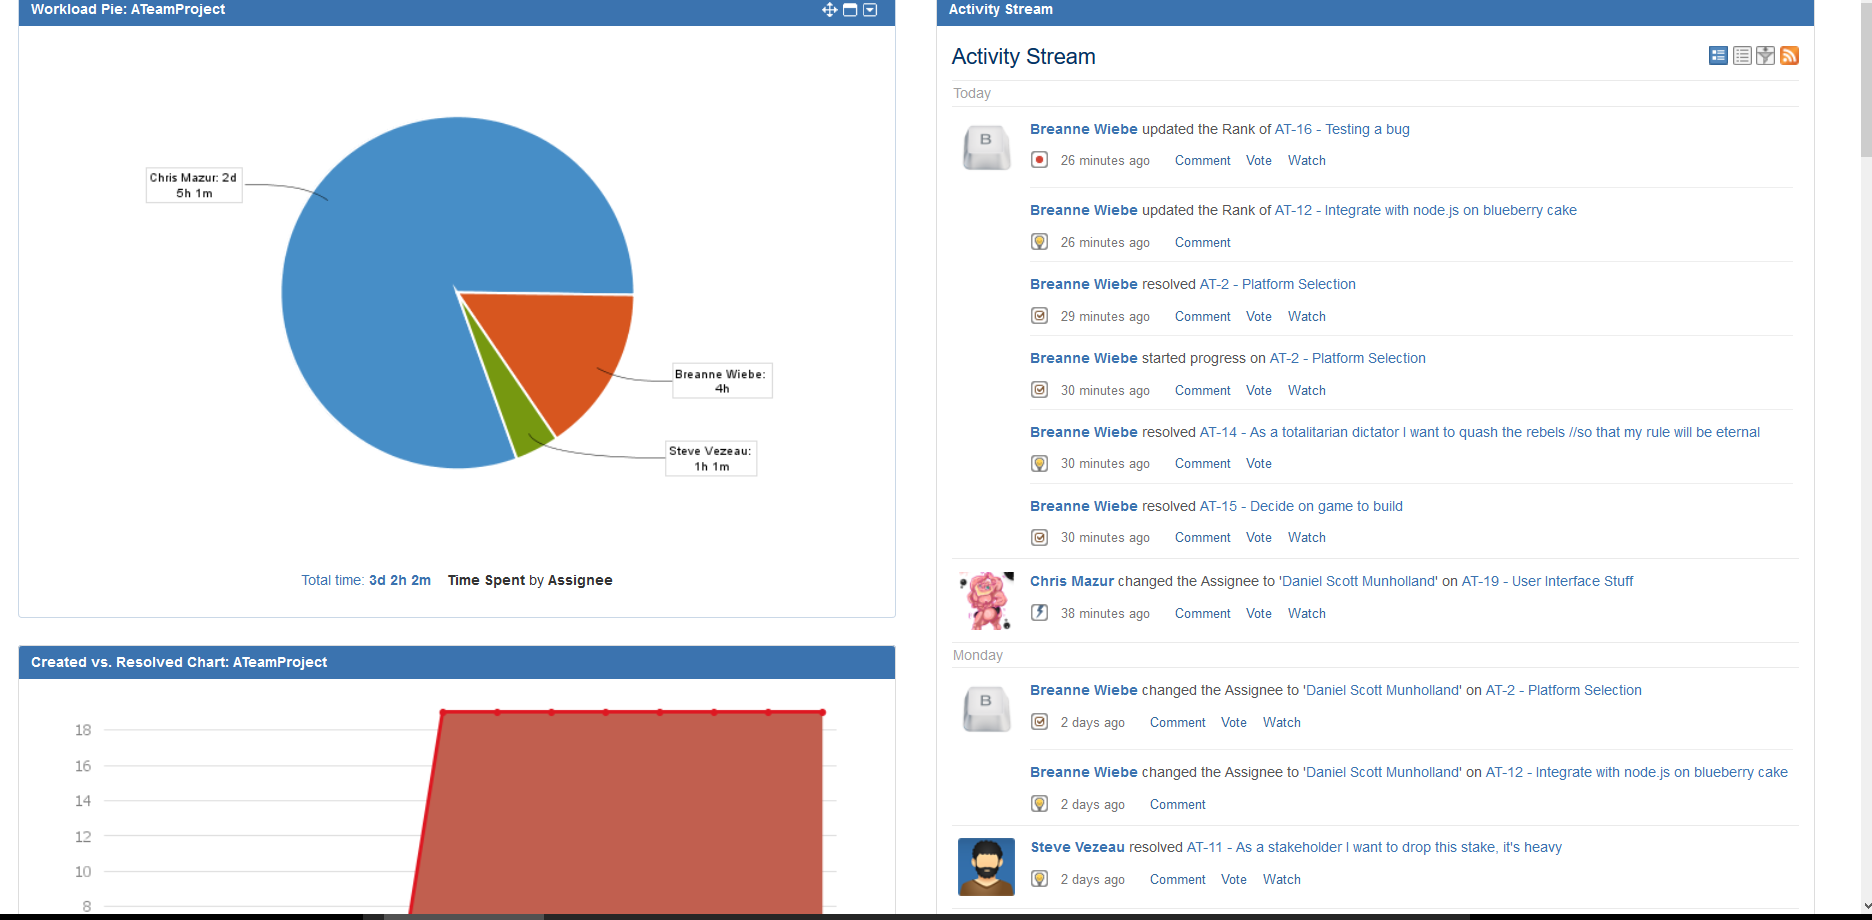 Workload Pie: ATeamProject
Chris Mazur: 2d
5h 1m
Breanne Wiebe:
4h
Steve Vezeau:
1h 1m
Total time: 3d 2h 2m Time Spent by Assignee
Created vs. Resolved Chart: ATeamProject
18
16
14
12
10
8
Activity Stream
Activity Stream
Today
B
Breanne Wiebe updated the Rank of AT-16 - Testing a bug
26 minutes ago Comment Vote Watch
Breanne Wiebe updated the Rank of AT-12 - Integrate with node.js on blueberry cake
26 minutes ago Comment
Breanne Wiebe resolved AT-2 - Platform Selection
29 minutes ago Comment Vote Watch
Breanne Wiebe started progress on AT-2 - Platform Selection
30 minutes ago Comment Vote Watch
Breanne Wiebe resolved AT-14 - As a totalitarian dictator I want to quash the rebels //so that my rule will be eternal
30 minutes ago Comment Vote
Breanne Wiebe resolved AT-15 - Decide on game to build
30 minutes ago Comment Vote Watch
Chris Mazur changed the Assignee to 'Daniel Scott Munholland' on AT-19 - User Interface Stuff
38 minutes ago Comment Vote Watch
Monday
B
Breanne Wiebe changed the Assignee to 'Daniel Scott Munholland' on AT-2 - Platform Selection
2 days ago Comment Vote Watch
Breanne Wiebe changed the Assignee to 'Daniel Scott Munholland' on AT-12 - Integrate with node.js on blueberry cake
2 days ago Comment
Steve Vezeau resolved AT-11 - As a stakeholder I want to drop this stake, it's heavy
2 days ago Comment Vote Watch